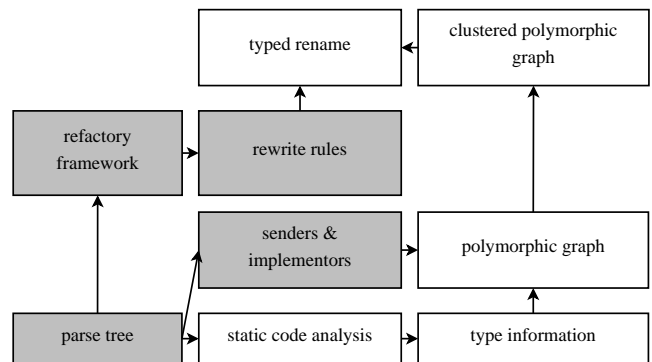 typed rename
clustered polymorphic
graph
refactory
framework
rewrite rules
senders &
implementors
polymorphic graph
parse tree
static code analysis
type information